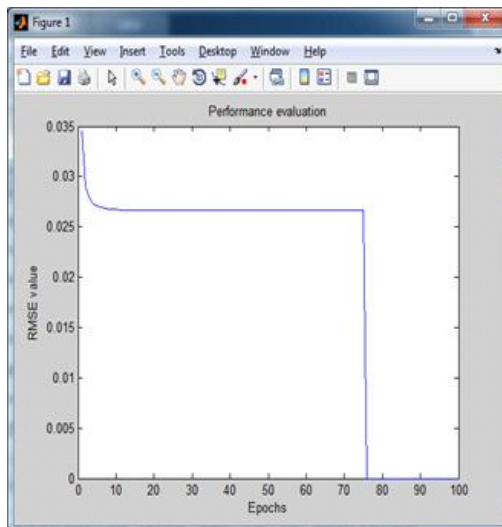 Figure 1
File Edit View Insert Tools Desktop Window Help
Performance evaluation
0.035
0.03
0.025
0.02
0.015
0.01
0.005
0
RMSE value
0 10 20 30 40 50 60 70 80 90 100
Epochs